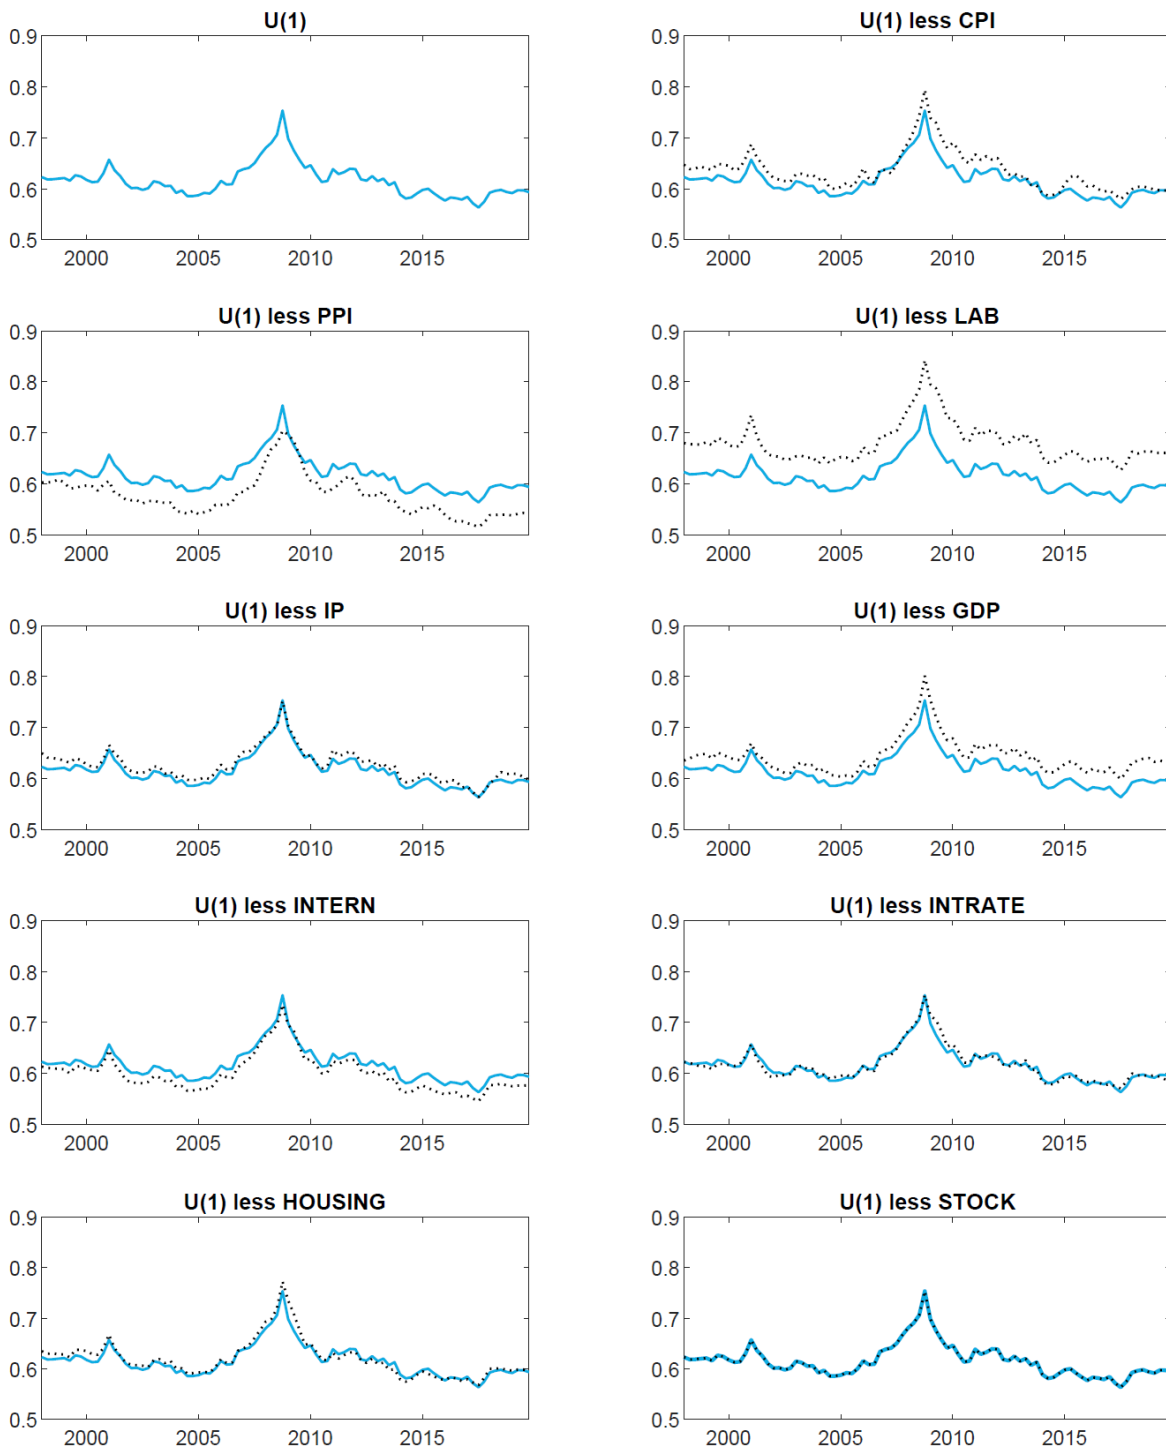 U(1)
0.9
0.8
0.7
0.6
0.5
2000 2005 2010 2015
U(1) less CPI
0.9
0.8
0.7
0.6
0.5
2000 2005 2010 2015
U(1) less PPI
0.9
0.8
0.7
0.6
0.5
2000 2005 2010 2015
U(1) less LAB
0.9
0.8
0.7
0.6
0.5
2000 2005 2010 2015
U(1) less IP
0.9
0.8
0.7
0.6
0.5
2000 2005 2010 2015
U(1) less GDP
0.9
0.8
0.7
0.6
0.5
2000 2005 2010 2015
U(1) less INTERN
0.9
0.8
0.7
0.6
0.5
2000 2005 2010 2015
U(1) less INTRATE
0.9
0.8
0.7
0.6
0.5
2000 2005 2010 2015
U(1) less HOUSING
0.9
0.8
0.7
0.6
0.5
2000 2005 2010 2015
U(1) less STOCK
0.9
0.8
0.7
0.6
0.5
2000 2005 2010 2015